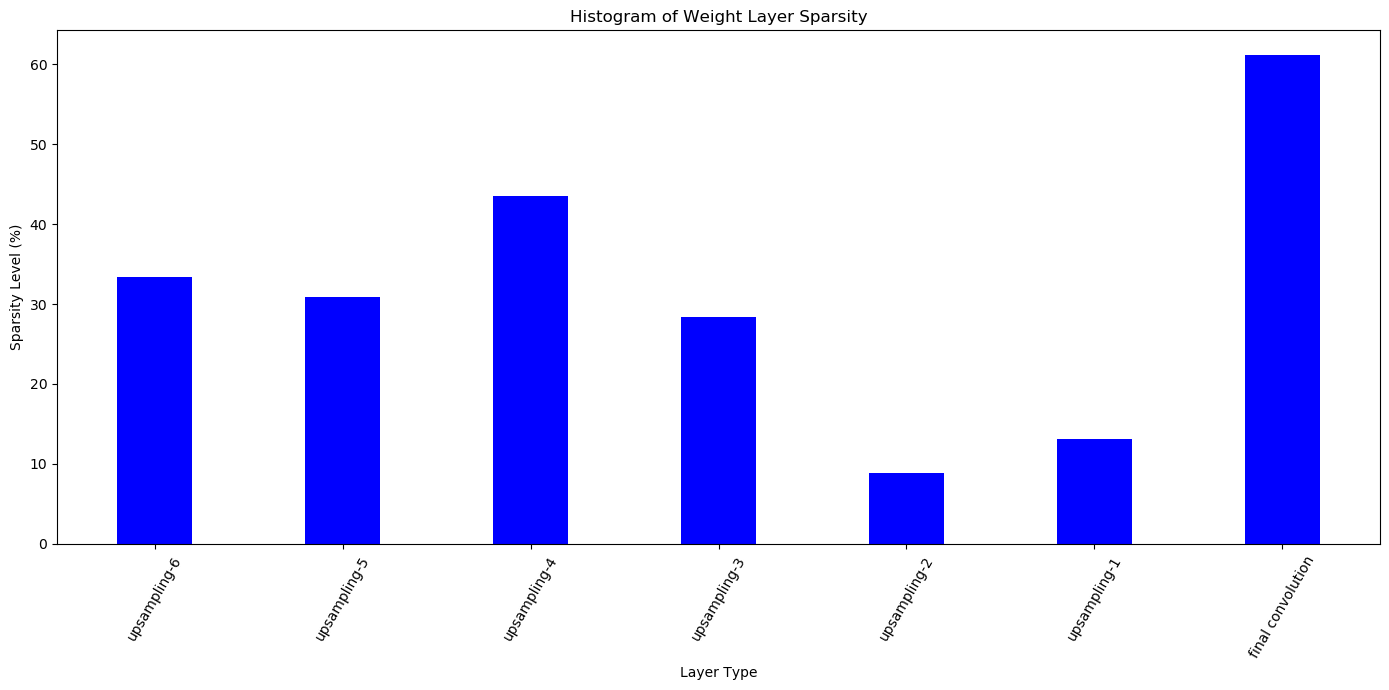 Histogram of Weight Layer Sparsity
60
50
40
30
20
10
0
Sparsity Level (%)
upsampling-6
upsampling-5
upsampling-4
upsampling-3
upsampling-2
upsampling-1
final convolution
Layer Type